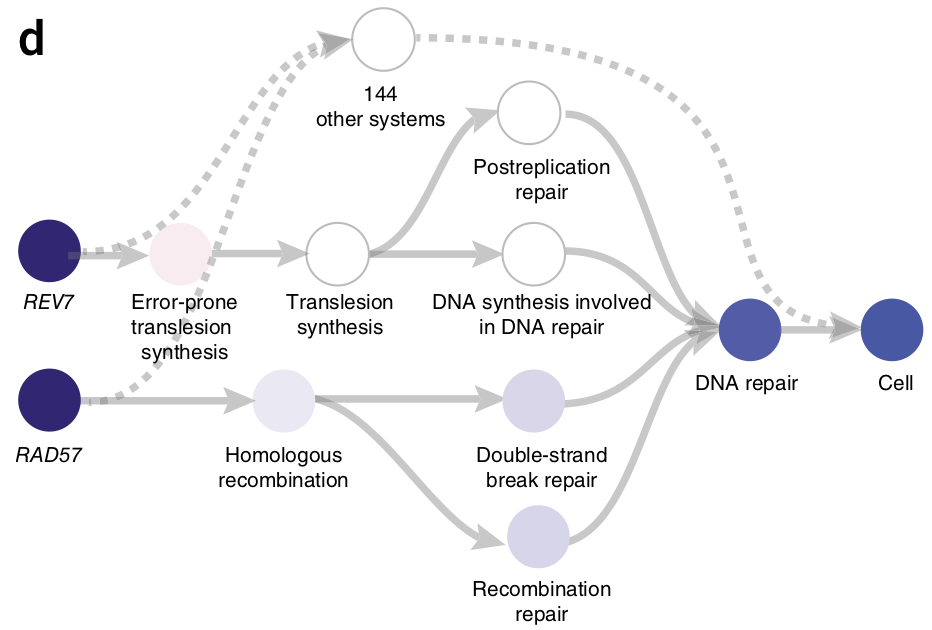 d
144
other systems
Postreplication
repair
REV7
Error-prone
translesion
synthesis
Translesion
synthesis
DNA synthesis involved
in DNA repair
DNA repair
Cell
RAD57
Homologous
recombination
Double-strand
break repair
Recombination
repair